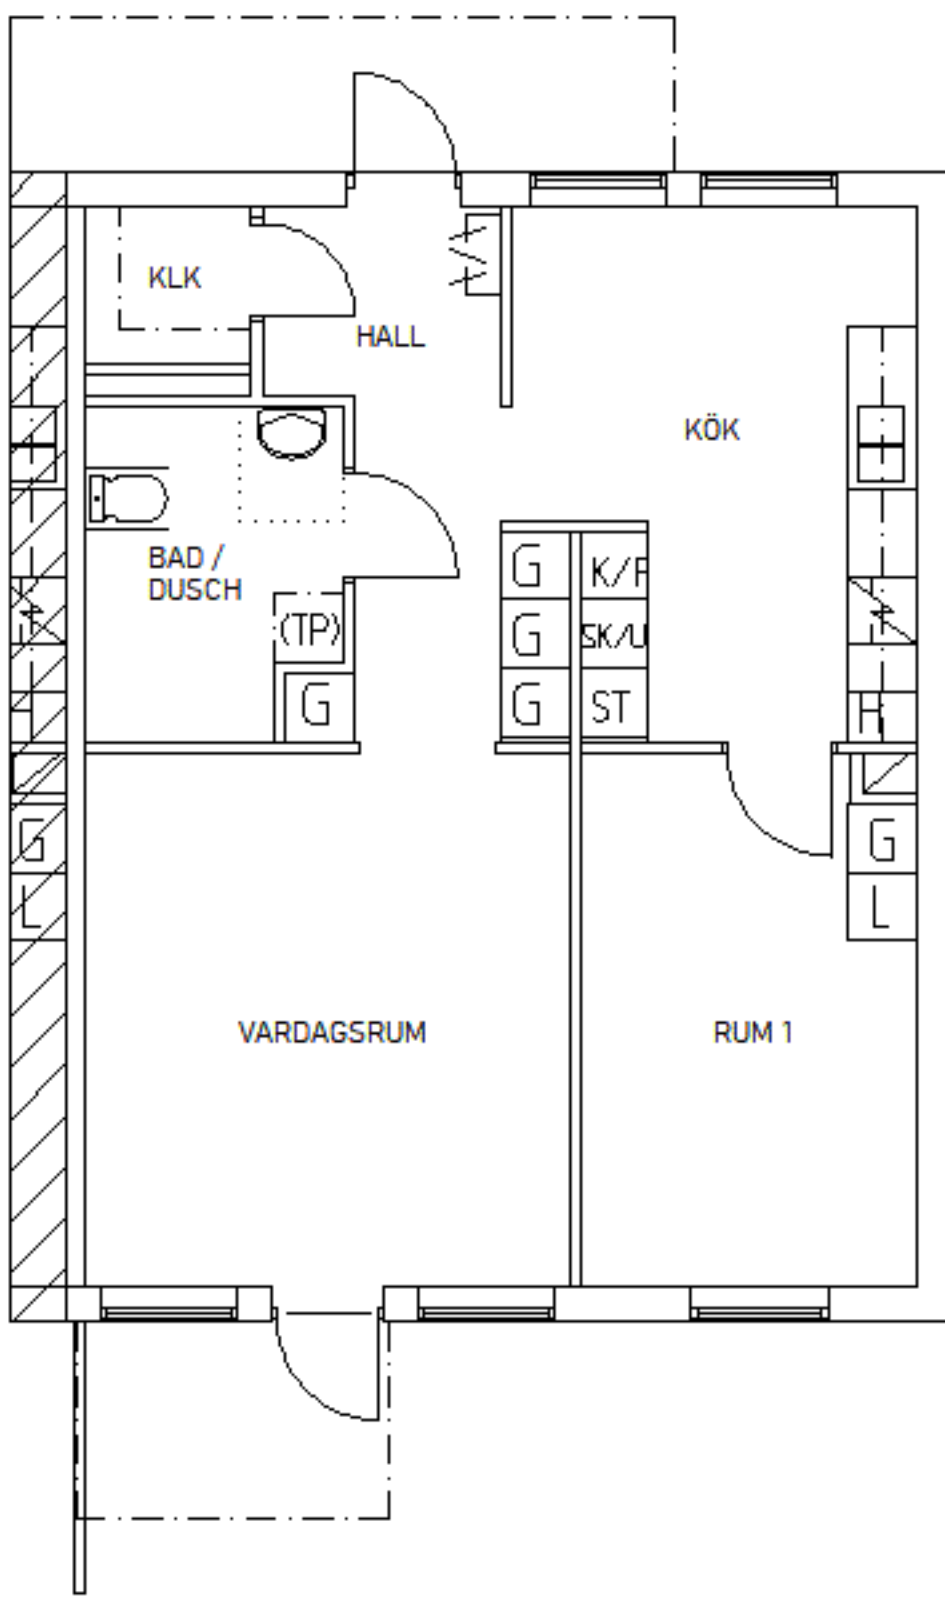 KLK
HALL
KÖK
BAD /
DUSCH
G
K/F
(TP)
G
SK/U
G
G
ST
H
H
G
G
L
L
VARDAGSRUM
RUM 1